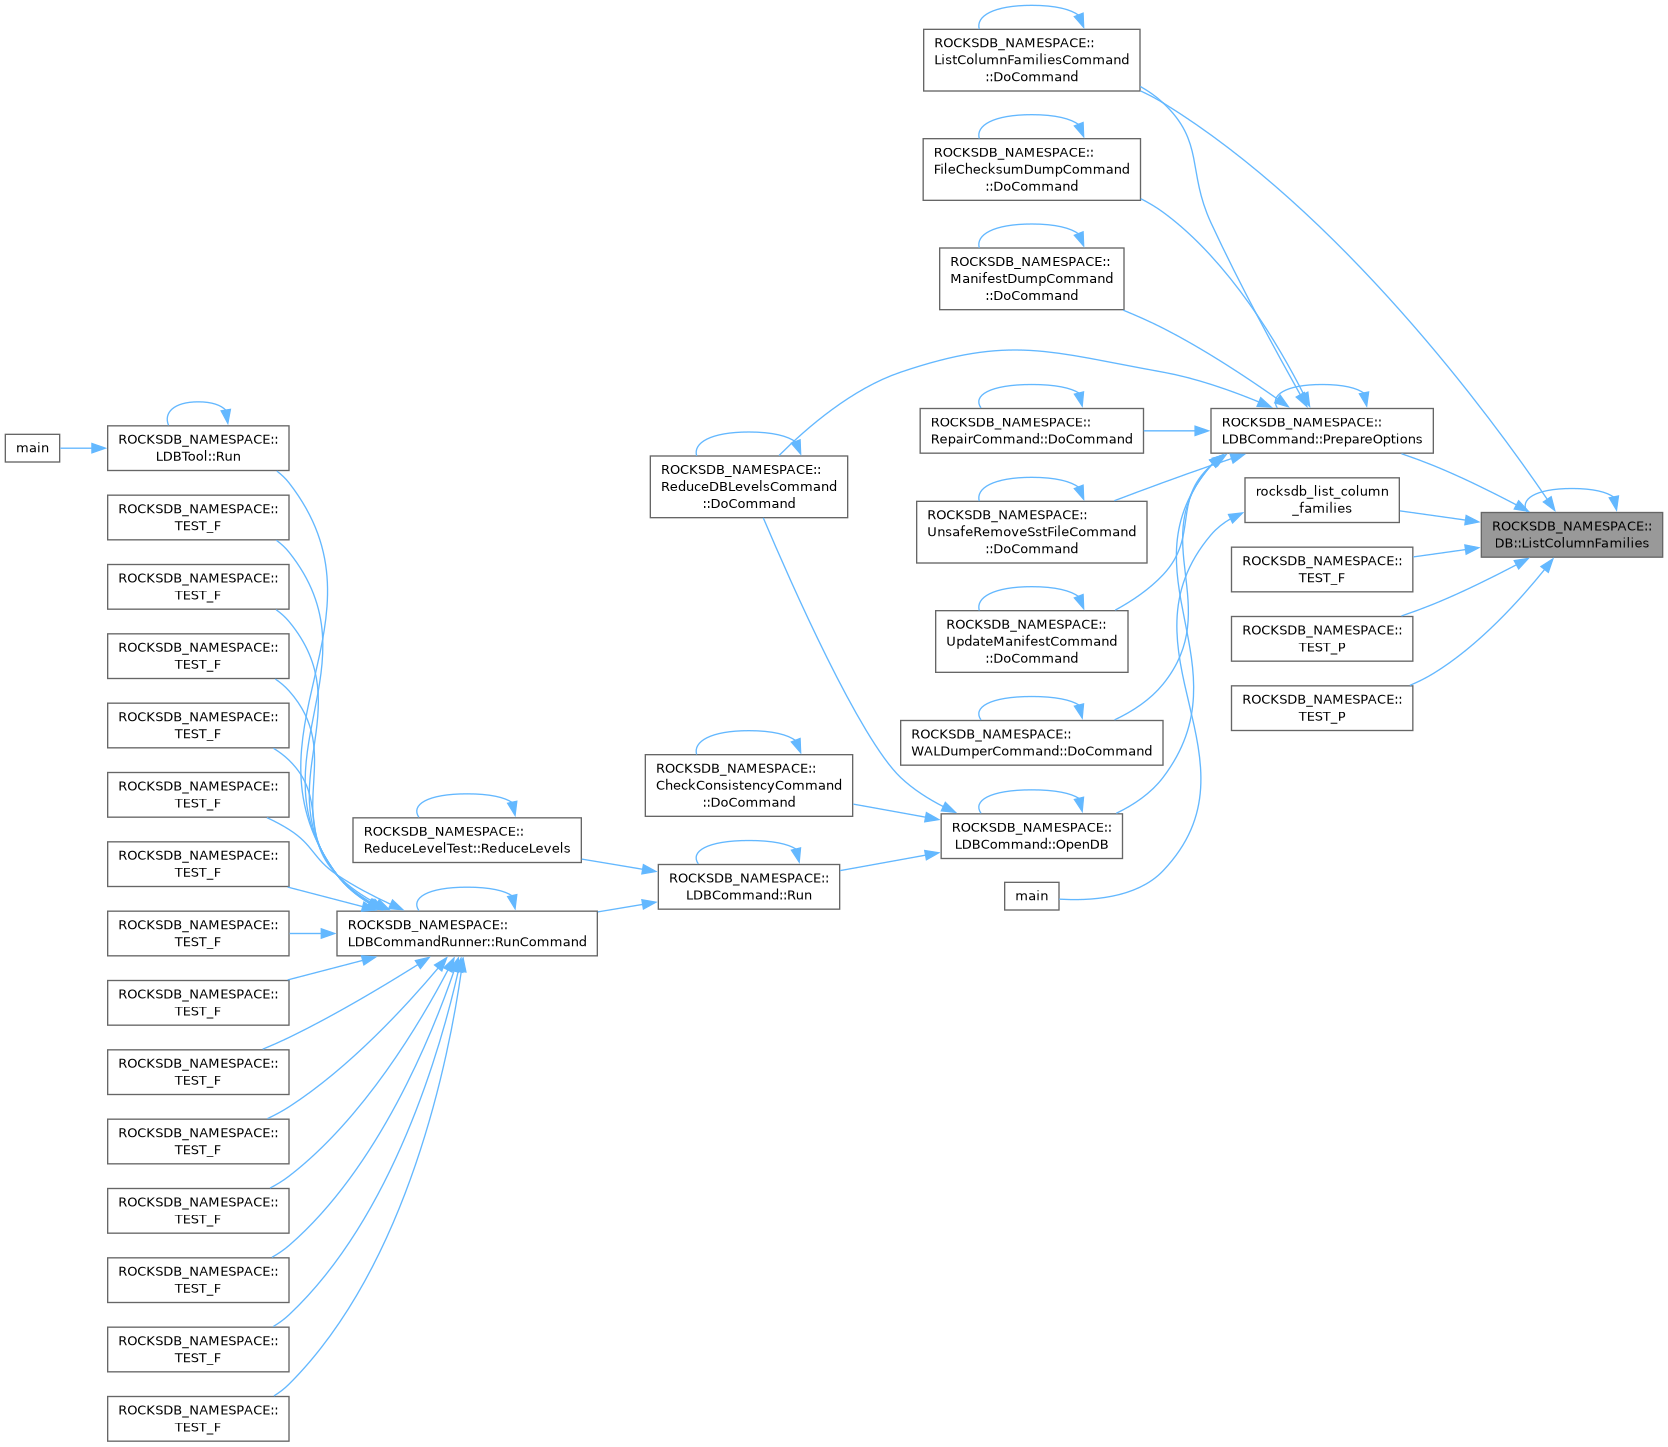 ROCKSDB_NAMESPACE::
ListColumnFamiliesCommand
::DoCommand
ROCKSDB_NAMESPACE::
FileChecksumDumpCommand
::DoCommand
ROCKSDB_NAMESPACE::
ManifestDumpCommand
::DoCommand
main
ROCKSDB_NAMESPACE::
LDBTool::Run
ROCKSDB_NAMESPACE::
ReduceDBLevelsCommand
::DoCommand
ROCKSDB_NAMESPACE::
RepairCommand::DoCommand
ROCKSDB_NAMESPACE::
LDBCommand::PrepareOptions
ROCKSDB_NAMESPACE::
UnsafeRemoveSstFileCommand
::DoCommand
rocksdb_list_column
_families
ROCKSDB_NAMESPACE::
DB::ListColumnFamilies
ROCKSDB_NAMESPACE::
TEST_F
ROCKSDB_NAMESPACE::
TEST_P
ROCKSDB_NAMESPACE::
TEST_P
ROCKSDB_NAMESPACE::
UpdateManifestCommand
::DoCommand
ROCKSDB_NAMESPACE::
WALDumperCommand::DoCommand
ROCKSDB_NAMESPACE::
CheckConsistencyCommand
::DoCommand
ROCKSDB_NAMESPACE::
LDBCommand::OpenDB
ROCKSDB_NAMESPACE::
ReduceLevelTest::ReduceLevels
ROCKSDB_NAMESPACE::
LDBCommand::Run
main
ROCKSDB_NAMESPACE::
LDBCommandRunner::RunCommand
ROCKSDB_NAMESPACE::
TEST_F
ROCKSDB_NAMESPACE::
TEST_F
ROCKSDB_NAMESPACE::
TEST_F
ROCKSDB_NAMESPACE::
TEST_F
ROCKSDB_NAMESPACE::
TEST_F
ROCKSDB_NAMESPACE::
TEST_F
ROCKSDB_NAMESPACE::
TEST_F
ROCKSDB_NAMESPACE::
TEST_F
ROCKSDB_NAMESPACE::
TEST_F
ROCKSDB_NAMESPACE::
TEST_F
ROCKSDB_NAMESPACE::
TEST_F
ROCKSDB_NAMESPACE::
TEST_F
ROCKSDB_NAMESPACE::
TEST_F
ROCKSDB_NAMESPACE::
TEST_F